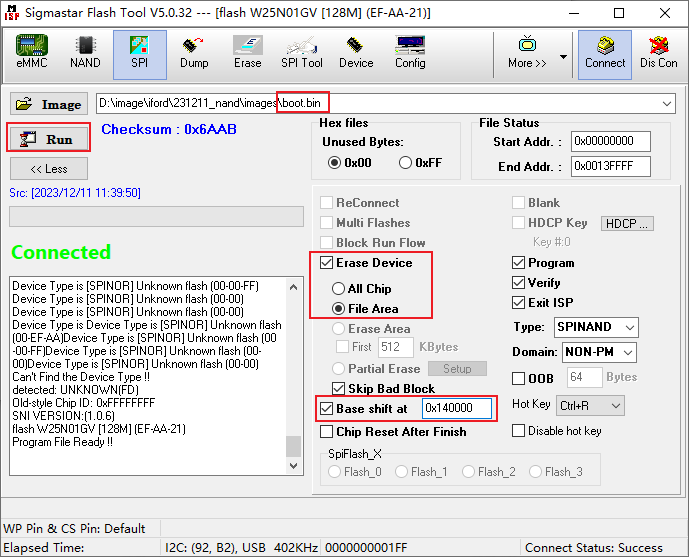 M
ISP
Sigmastar Flash Tool V5.0.32 --- [flash W25N01GV [128M] (EF-AA-21)]
eMMC NAND SPI Dump Erase SPI Tool Device Config More >> Connect Dis Con
Image D:\image\iford\231211_nand\images\boot.bin
Run Checksum : 0x6AAB
<< Less
Src: [2023/12/11 11:39:50]
Connected
Device Type is [SPINOR] Unknown flash (00-00-FF)
Device Type is [SPINOR] Unknown flash (00-00)
Device Type is [SPINOR] Unknown flash (00-00)
Device Type is Device Type is [SPINOR] Unknown flash
(00-EF-AA)Device Type is [SPINOR] Unknown flash (00
-00-FF)Device Type is [SPINOR] Unknown flash (00-
00)Device Type is [SPINOR] Unknown flash (00-00)
Can't Find the Device Type !!
detected: UNKNOWN(FD)
Old-style Chip ID: 0xFFFFFFFF
SNI VERSION:(1.0.6)
flash W25N01GV [128M] (EF-AA-21)
Program File Ready !!
Hex files
Unused Bytes:
0x00 0xFF
File Status
Start Addr. : 0x00000000
End Addr. : 0x0013FFFF
ReConnect
Multi Flashes
Block Run Flow
Erase Device
All Chip
File Area
Erase Area
First 512 KBytes
Partial Erase Setup
Skip Bad Block
Base shift at 0x140000
Chip Reset After Finish
Blank
HDCP Key HDCP ...
Key #:0
Program
Verify
Exit ISP
Type: SPINAND
Domain: NON-PM
OOB 64 Bytes
Hot Key Ctrl+R
Disable hot key
SpiFlash_X
Flash_0 Flash_1 Flash_2 Flash_3
WP Pin & CS Pin: Default
Elapsed Time: I2C: (92, B2), USB 402KHz 0000000001FF Connect Status: Success